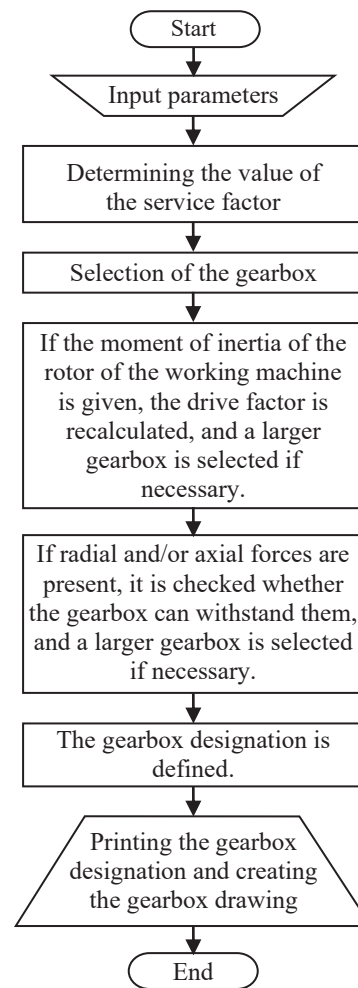 Start
Input parameters
Determining the value of
the service factor
Selection of the gearbox
If the moment of inertia of the
rotor of the working machine
is given, the drive factor is
recalculated, and a larger
gearbox is selected if
necessary.
If radial and/or axial forces are
present, it is checked whether
the gearbox can withstand them,
and a larger gearbox is selected
if necessary.
The gearbox designation is
defined.
Printing the gearbox
designation and creating
the gearbox drawing
End